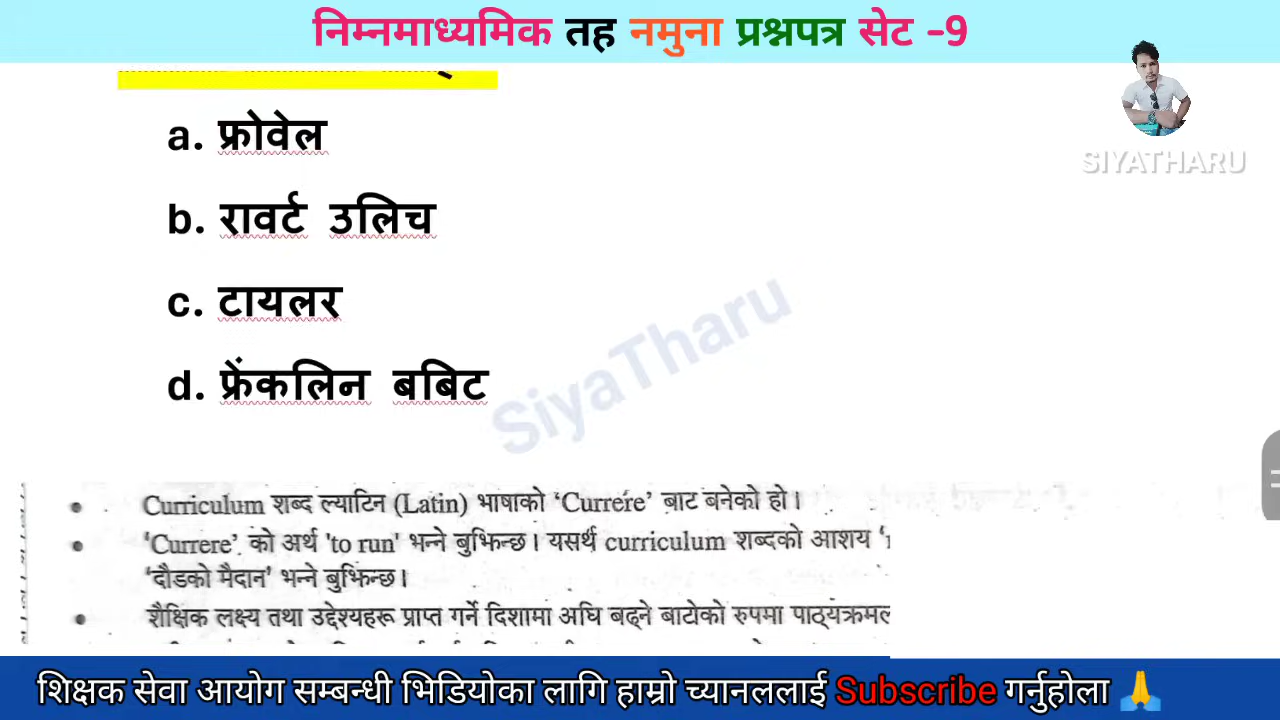 निम्नमाध्यमिक तह नमुना प्रश्नपत्र सेट -9
SIYATHARU
a. फ्रोवेल
b. रावर्ट उलिच
c. टायलर
d. फ्रेंकलिन बबिट
SiyaTharu
• Curriculum शब्द ल्याटिन (Latin) भाषाको ‘Currere’ बाट बनेको हो।
• ‘Currere’ को अर्थ 'to run' भन्ने बुझिन्छ। यसर्थ curriculum शब्दको आशय
‘दौडको मैदान’ भन्ने बुझिन्छ।
• शैक्षिक लक्ष्य तथा उद्देश्यहरू प्राप्त गर्ने दिशामा अघि बढ्ने बाटोको रुपमा
शिक्षक सेवा आयोग सम्बन्धी भिडियोका लागि हाम्रो च्यानललाई Subscribe गर्नुहोला 🙏